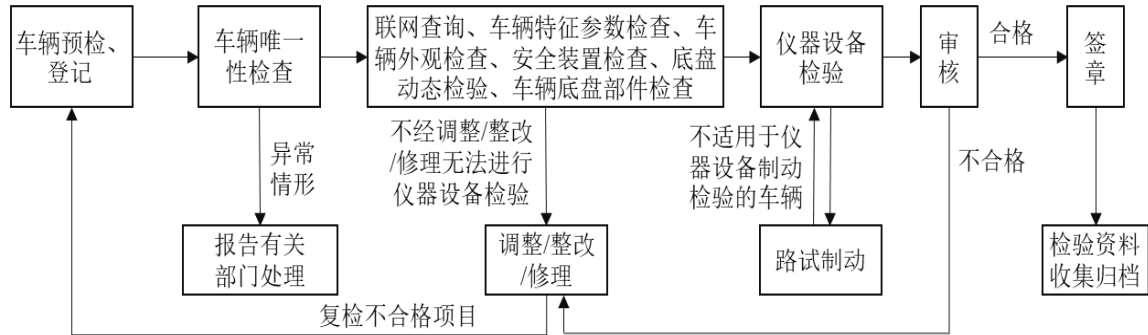 车辆预检、
登记
车辆唯一
性检查
联网查询、车辆特征参数检查、车
辆外观检查、安全装置检查、底盘
动态检验、车辆底盘部件检查
仪器设备
检验
审
核
合格
签
章
异常
情形
不经调整/整改
/修理无法进行
仪器设备检验
不适用于仪
器设备制动
检验的车辆
不合格
报告有关
部门处理
调整/整改
/修理
路试制动
检验资料
收集归档
复检不合格项目